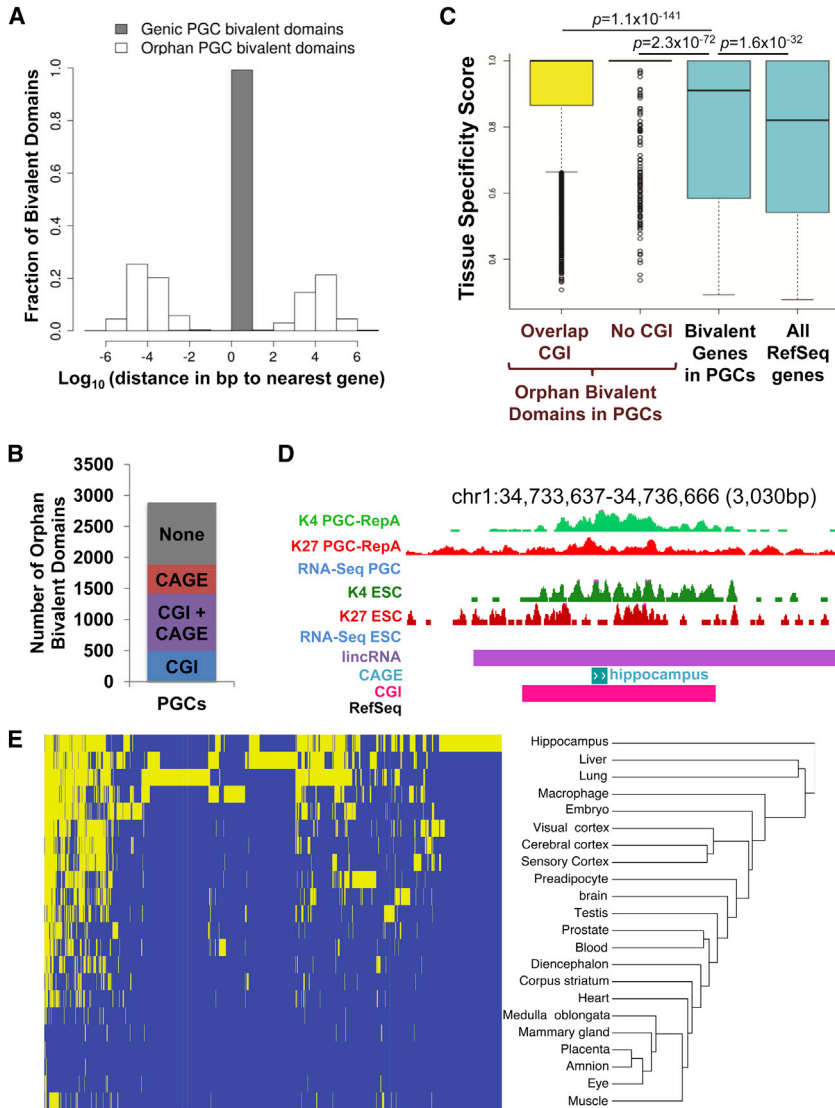 A
Genic PGC bivalent domains
Orphan PGC bivalent domains
Fraction of Bivalent Domains
1.0
0.8
0.6
0.4
0.2
0.0
-6 -4 -2 0 2 4 6
Log10 (distance in bp to nearest gene)
B
Number of Orphan
Bivalent Domains
3500
3000
2500
2000
1500
1000
500
0
None
CAGE
CGI +
CAGE
CGI
PGCs
C
p=1.1x10-141
p=2.3x10-72
p=1.6x10-32
Tissue Specificity Score
1.0
0.8
0.6
0.4
Overlap
CGI
No CGI
Bivalent
Genes
in PGCs
All
RefSeq
genes
Orphan Bivalent
Domains in PGCs
D
chr1:34,733,637-34,736,666 (3,030bp)
K4 PGC-RepA
K27 PGC-RepA
RNA-Seq PGC
K4 ESC
K27 ESC
RNA-Seq ESC
lincRNA
CAGE
hippocampus
CGI
RefSeq
E
Hippocampus
Liver
Lung
Macrophage
Embryo
Visual cortex
Cerebral cortex
Sensory Cortex
Preadipocyte
brain
Testis
Prostate
Blood
Diencephalon
Corpus striatum
Heart
Medulla oblongata
Mammary gland
Placenta
Amnion
Eye
Muscle